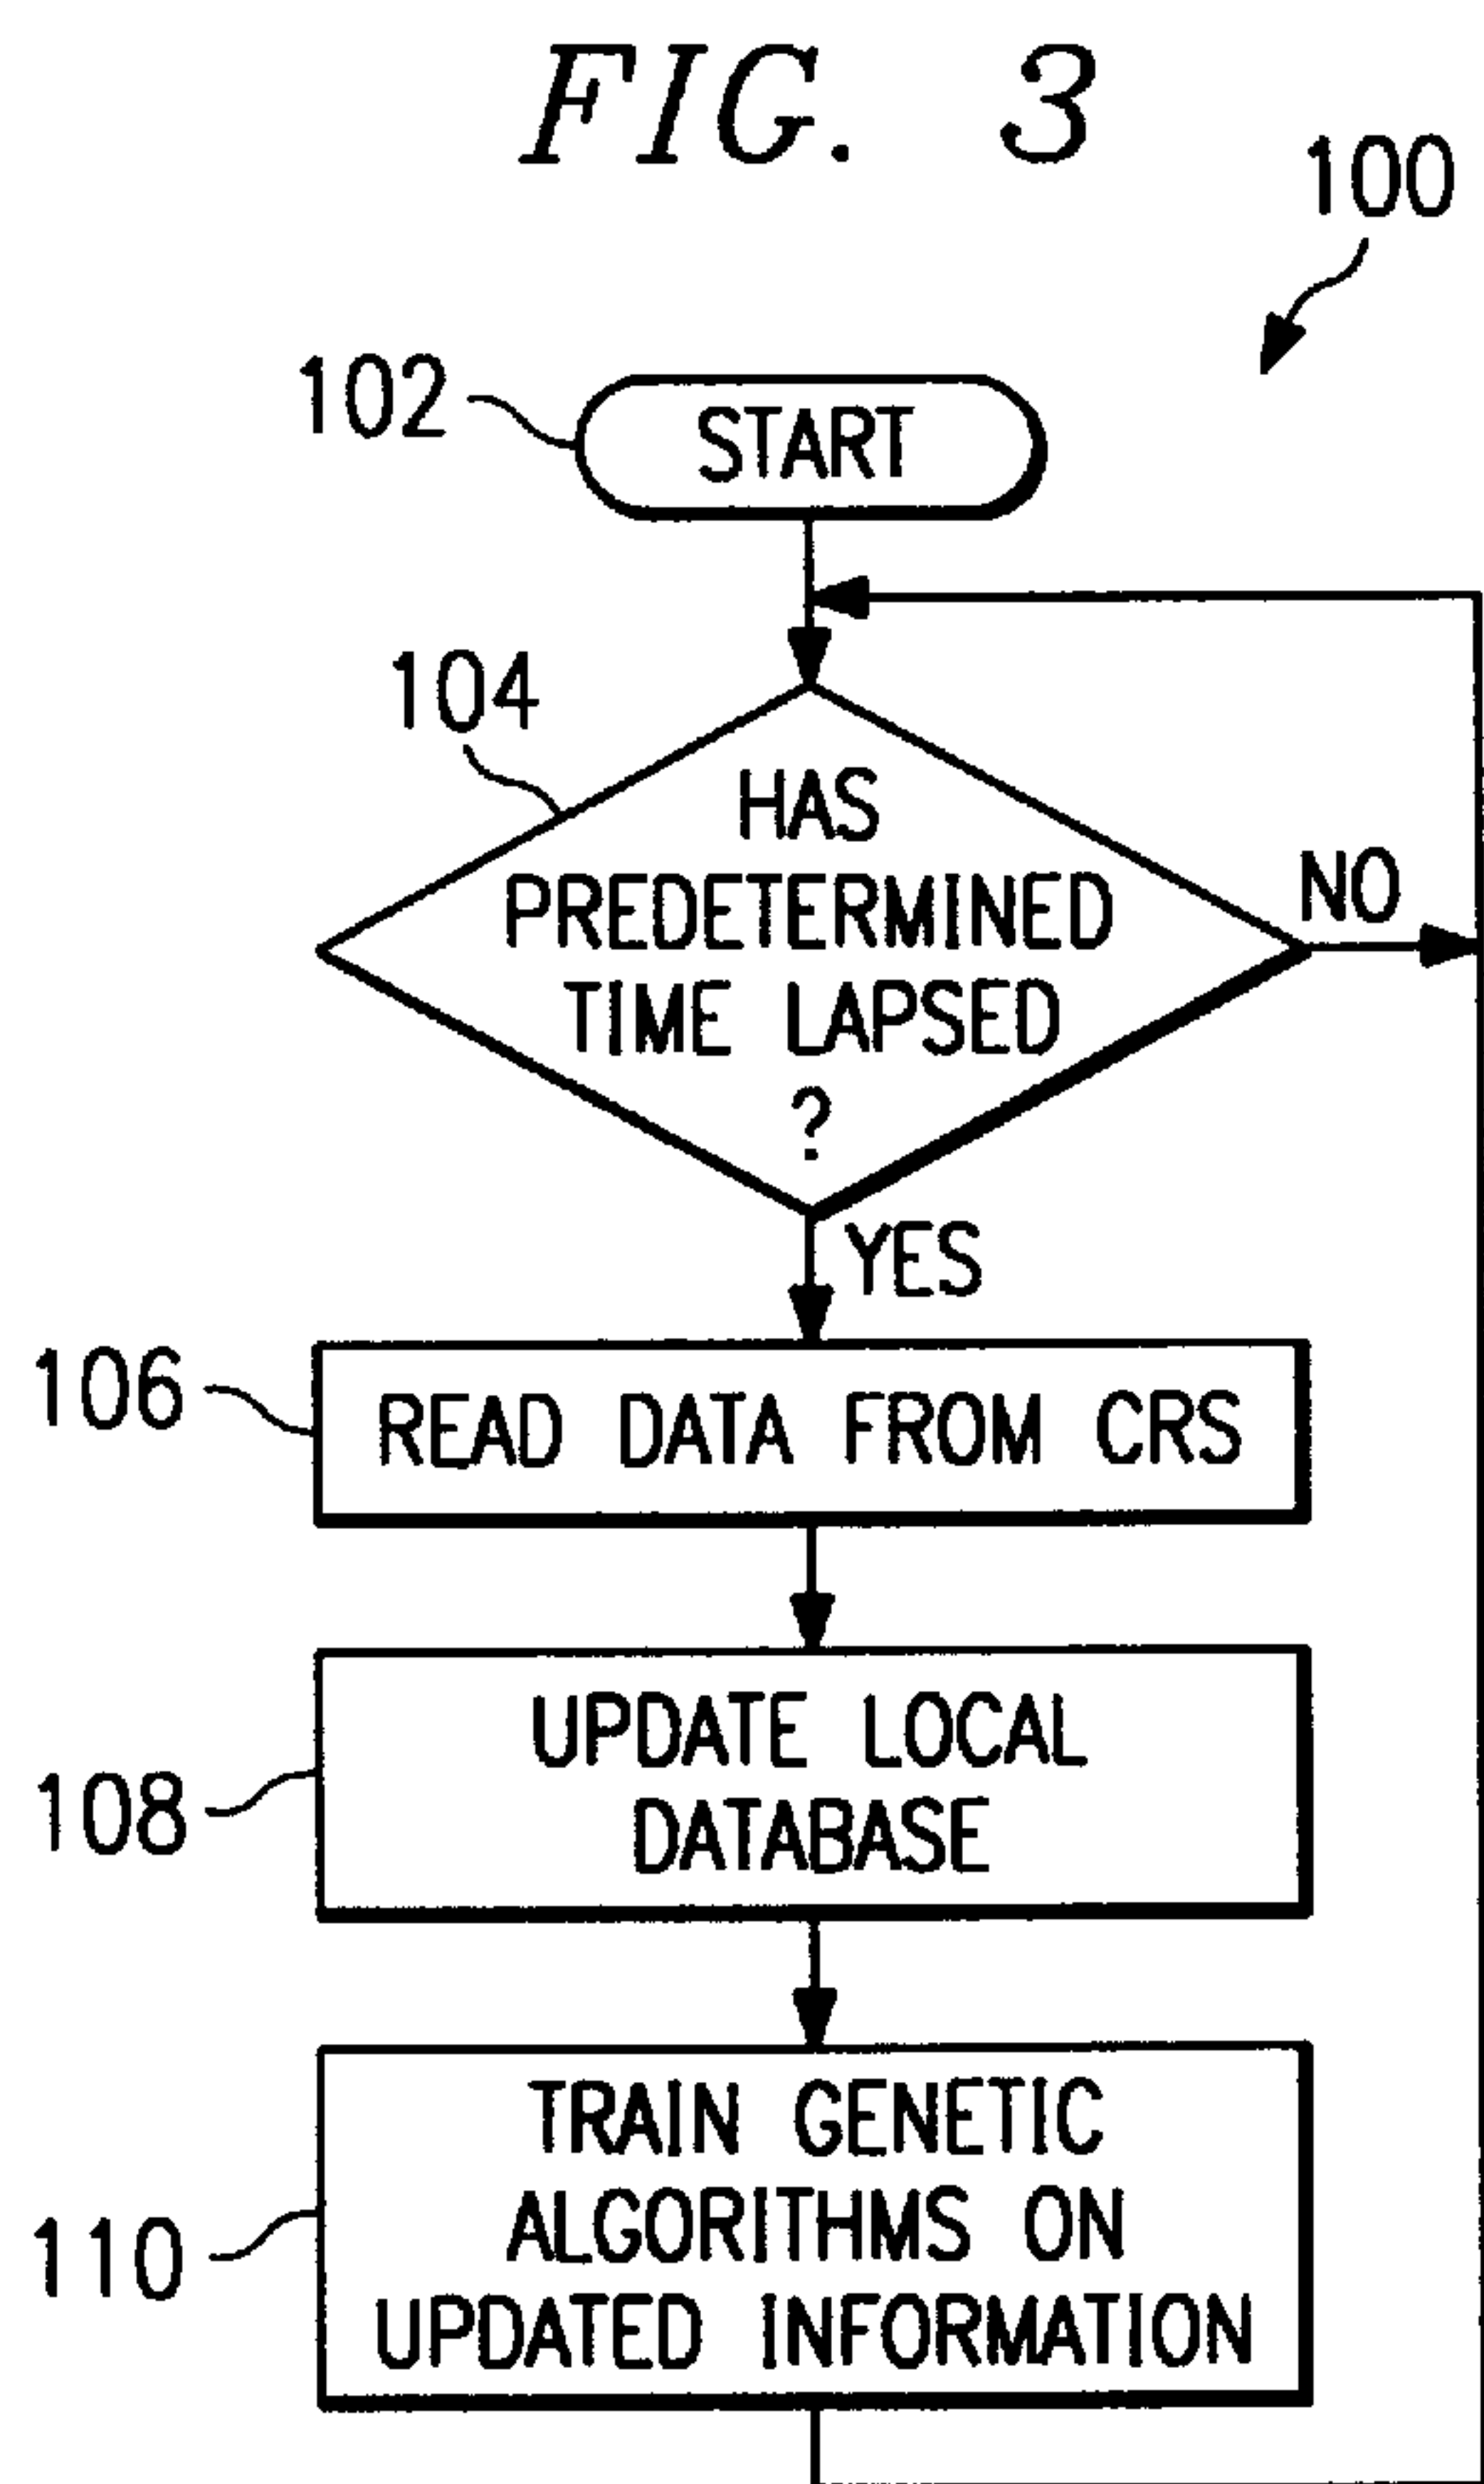 FIG. 3
100
102
START
104
HAS
PREDETERMINED
TIME LAPSED
?
NO
YES
106
READ DATA FROM CRS
108
UPDATE LOCAL
DATABASE
110
TRAIN GENETIC
ALGORITHMS ON
UPDATED INFORMATION